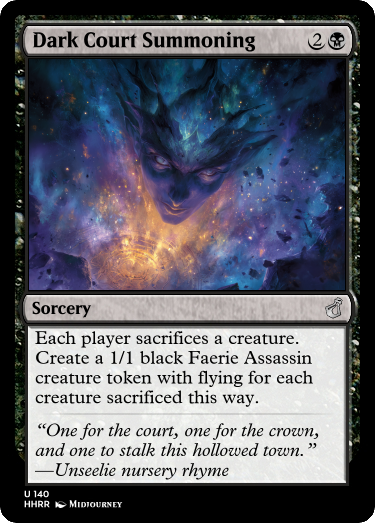 Dark Court Summoning 2
Sorcery
Each player sacrifices a creature.
Create a 1/1 black Faerie Assassin
creature token with flying for each
creature sacrificed this way.
“One for the court, one for the crown,
and one to stalk this hollowed town.”
—Unseelie nursery rhyme
U 140
HHRR Midjourney